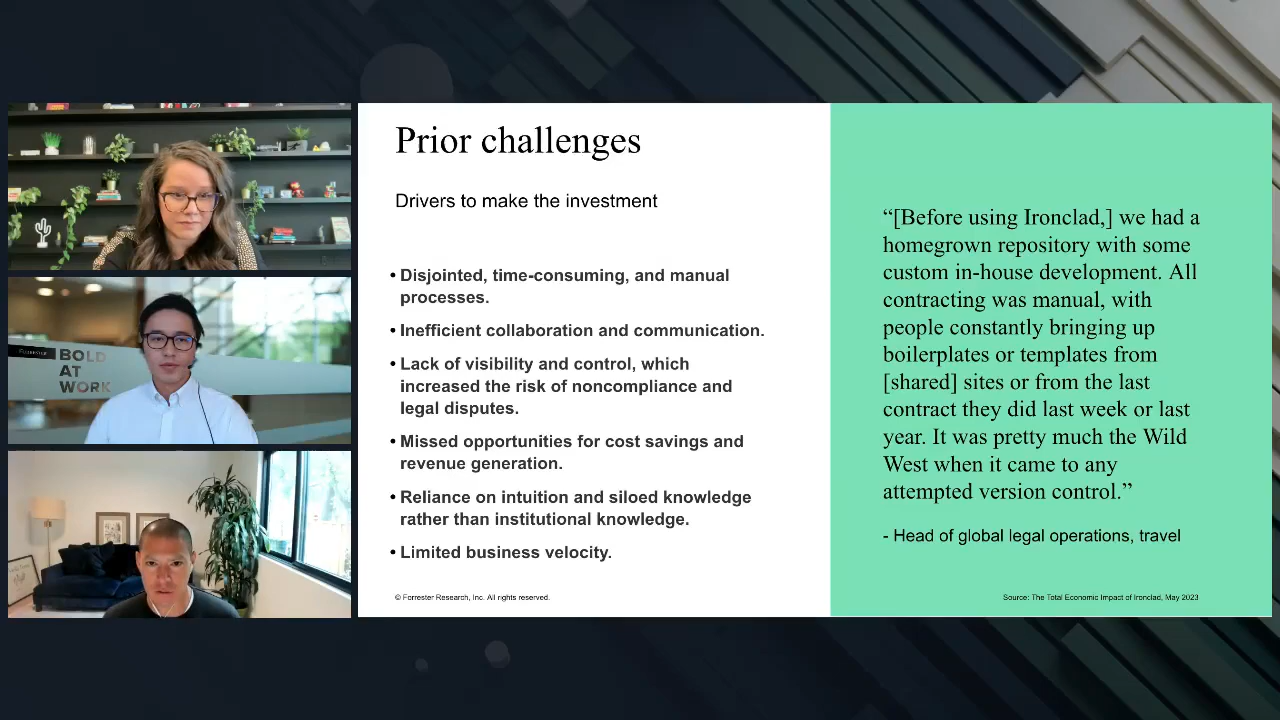 FORRESTER
BOLD
AT
WORK
Prior challenges
Drivers to make the investment
• Disjointed, time-consuming, and manual
processes.
• Inefficient collaboration and communication.
• Lack of visibility and control, which
increased the risk of noncompliance and
legal disputes.
• Missed opportunities for cost savings and
revenue generation.
• Reliance on intuition and siloed knowledge
rather than institutional knowledge.
• Limited business velocity.
© Forrester Research, Inc. All rights reserved.
“[Before using Ironclad,] we had a
homegrown repository with some
custom in-house development. All
contracting was manual, with
people constantly bringing up
boilerplates or templates from
[shared] sites or from the last
contract they did last week or last
year. It was pretty much the Wild
West when it came to any
attempted version control.”
- Head of global legal operations, travel
Source: The Total Economic Impact of Ironclad, May 2023